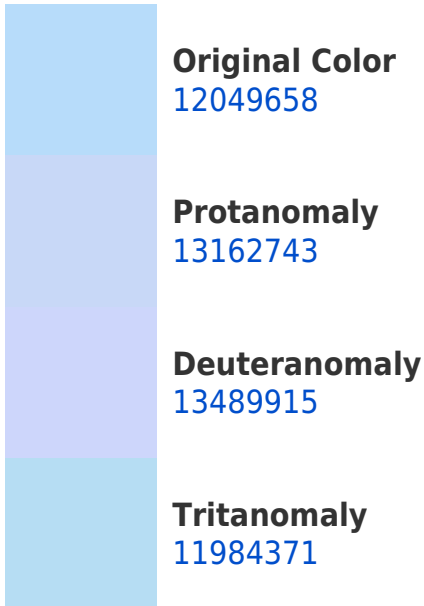 Original Color
12049658
Protanomaly
13162743
Deuteranomaly
13489915
Tritanomaly
11984371